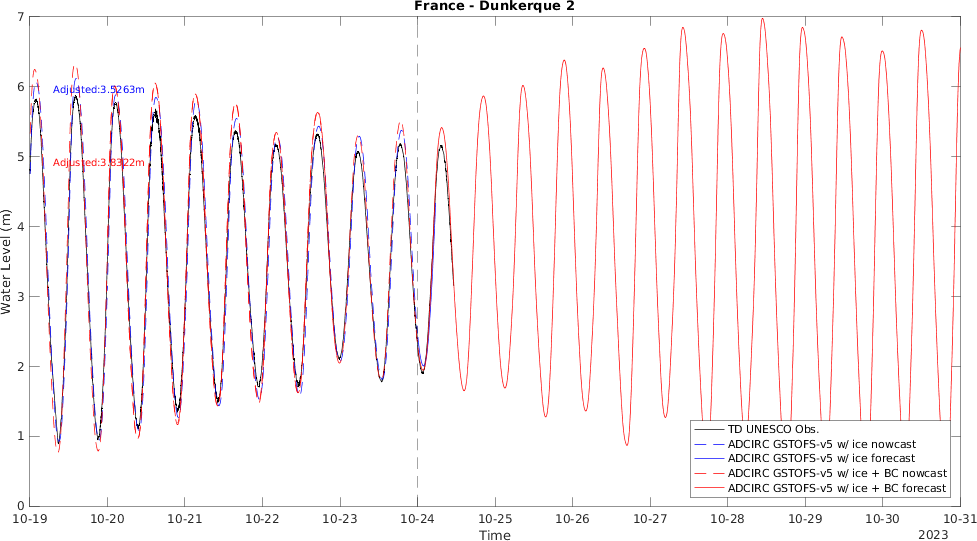 France - Dunkerque 2
Water Level (m)
7
6
5
4
3
2
1
0
Adjusted:3.5263m
Adjusted:3.8322m
TD UNESCO Obs.
ADCIRC GSTOFS-v5 w/ ice nowcast
ADCIRC GSTOFS-v5 w/ ice forecast
ADCIRC GSTOFS-v5 w/ ice + BC nowcast
ADCIRC GSTOFS-v5 w/ ice + BC forecast
10-19 10-20 10-21 10-22 10-23 10-24 10-25 10-26 10-27 10-28 10-29 10-30 10-31
Time
2023